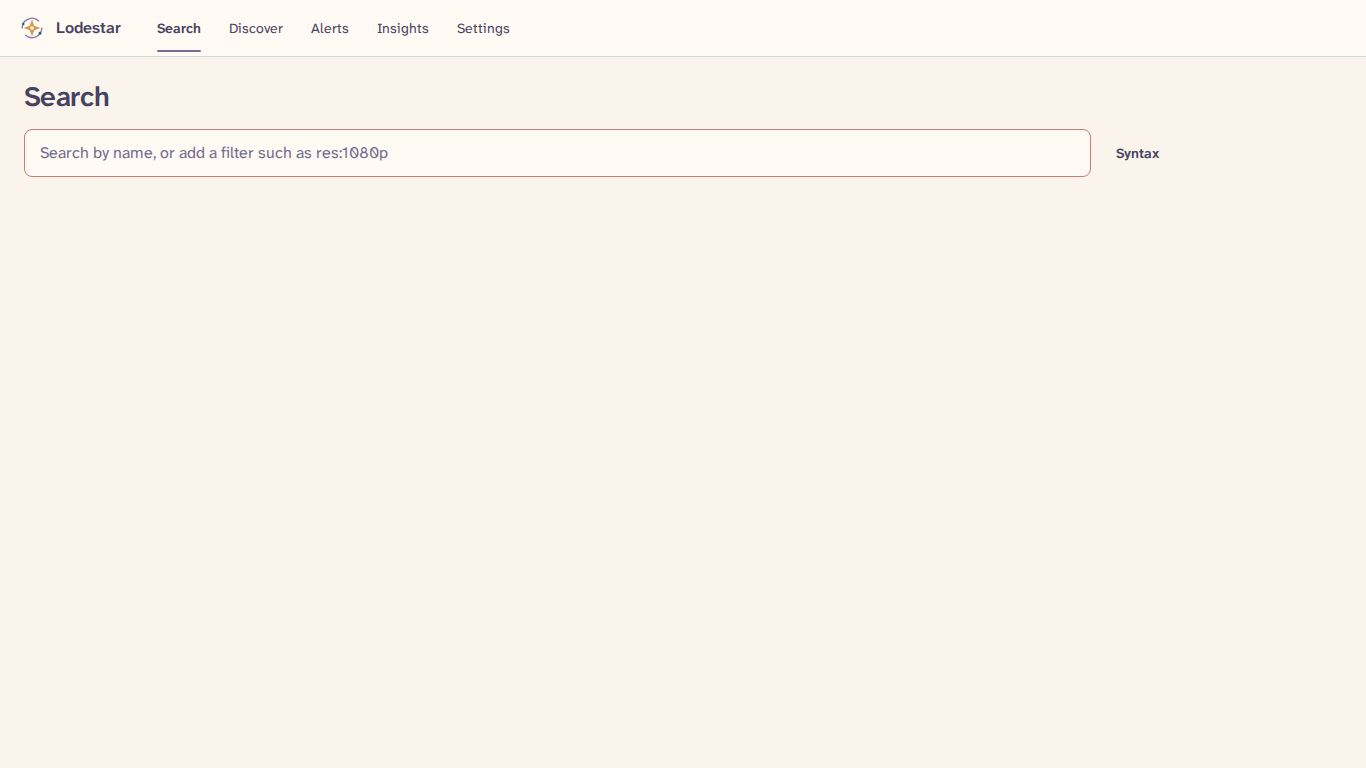 Lodestar
Search
Discover
Alerts
Insights
Settings
Search
Search by name, or add a filter such as res:1080p
Syntax